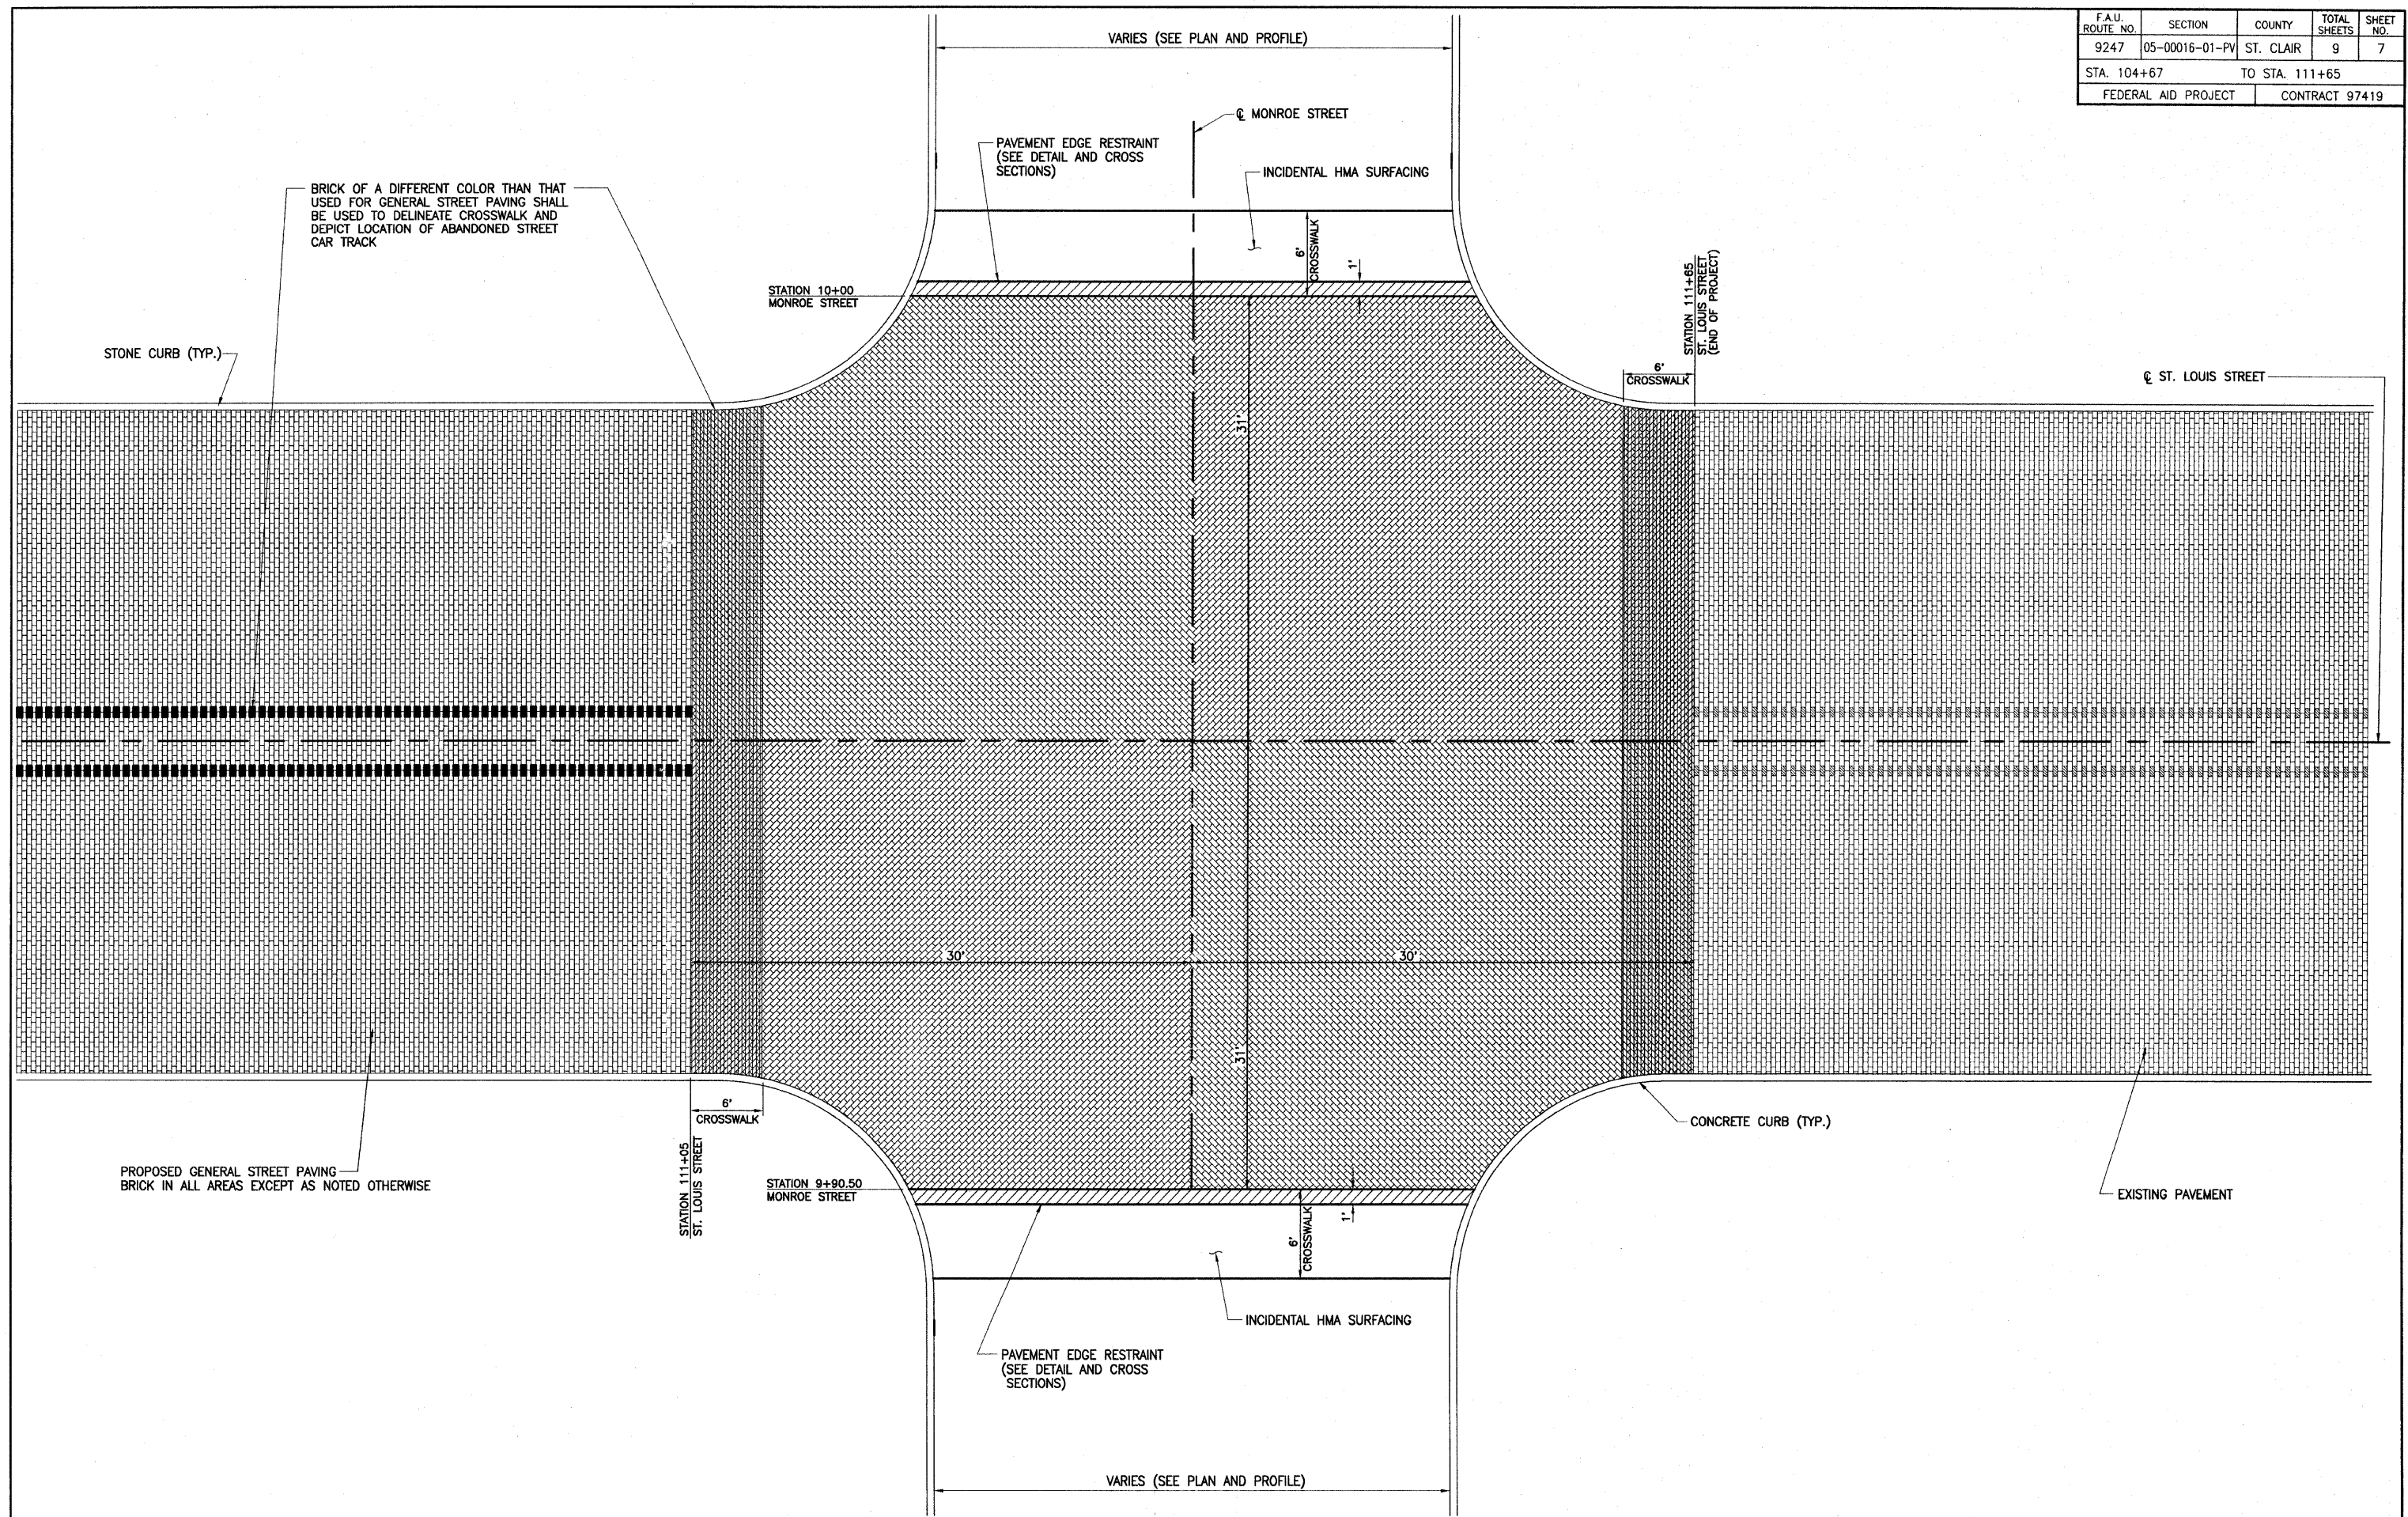 F.A.U. ROUTE NO. SECTION COUNTY TOTAL SHEETS SHEET NO.
9247 05-00016-01-PV ST. CLAIR 9 7
STA. 104+67 TO STA. 111+65
FEDERAL AID PROJECT CONTRACT 97419
VARIES (SEE PLAN AND PROFILE)
℄ MONROE STREET
PAVEMENT EDGE RESTRAINT
(SEE DETAIL AND CROSS
SECTIONS)
INCIDENTAL HMA SURFACING
BRICK OF A DIFFERENT COLOR THAN THAT
USED FOR GENERAL STREET PAVING SHALL
BE USED TO DELINEATE CROSSWALK AND
DEPICT LOCATION OF ABANDONED STREET
CAR TRACK
6'
CROSSWALK
1'
STATION 10+00
MONROE STREET
STATION 111+65
ST. LOUIS STREET
(END OF PROJECT)
STONE CURB (TYP.)
6'
CROSSWALK
℄ ST. LOUIS STREET
31'
30'
30'
31'
6'
CROSSWALK
CONCRETE CURB (TYP.)
STATION 111+05
ST. LOUIS STREET
PROPOSED GENERAL STREET PAVING
BRICK IN ALL AREAS EXCEPT AS NOTED OTHERWISE
STATION 9+90.50
MONROE STREET
EXISTING PAVEMENT
6'
CROSSWALK
1'
INCIDENTAL HMA SURFACING
PAVEMENT EDGE RESTRAINT
(SEE DETAIL AND CROSS
SECTIONS)
VARIES (SEE PLAN AND PROFILE)